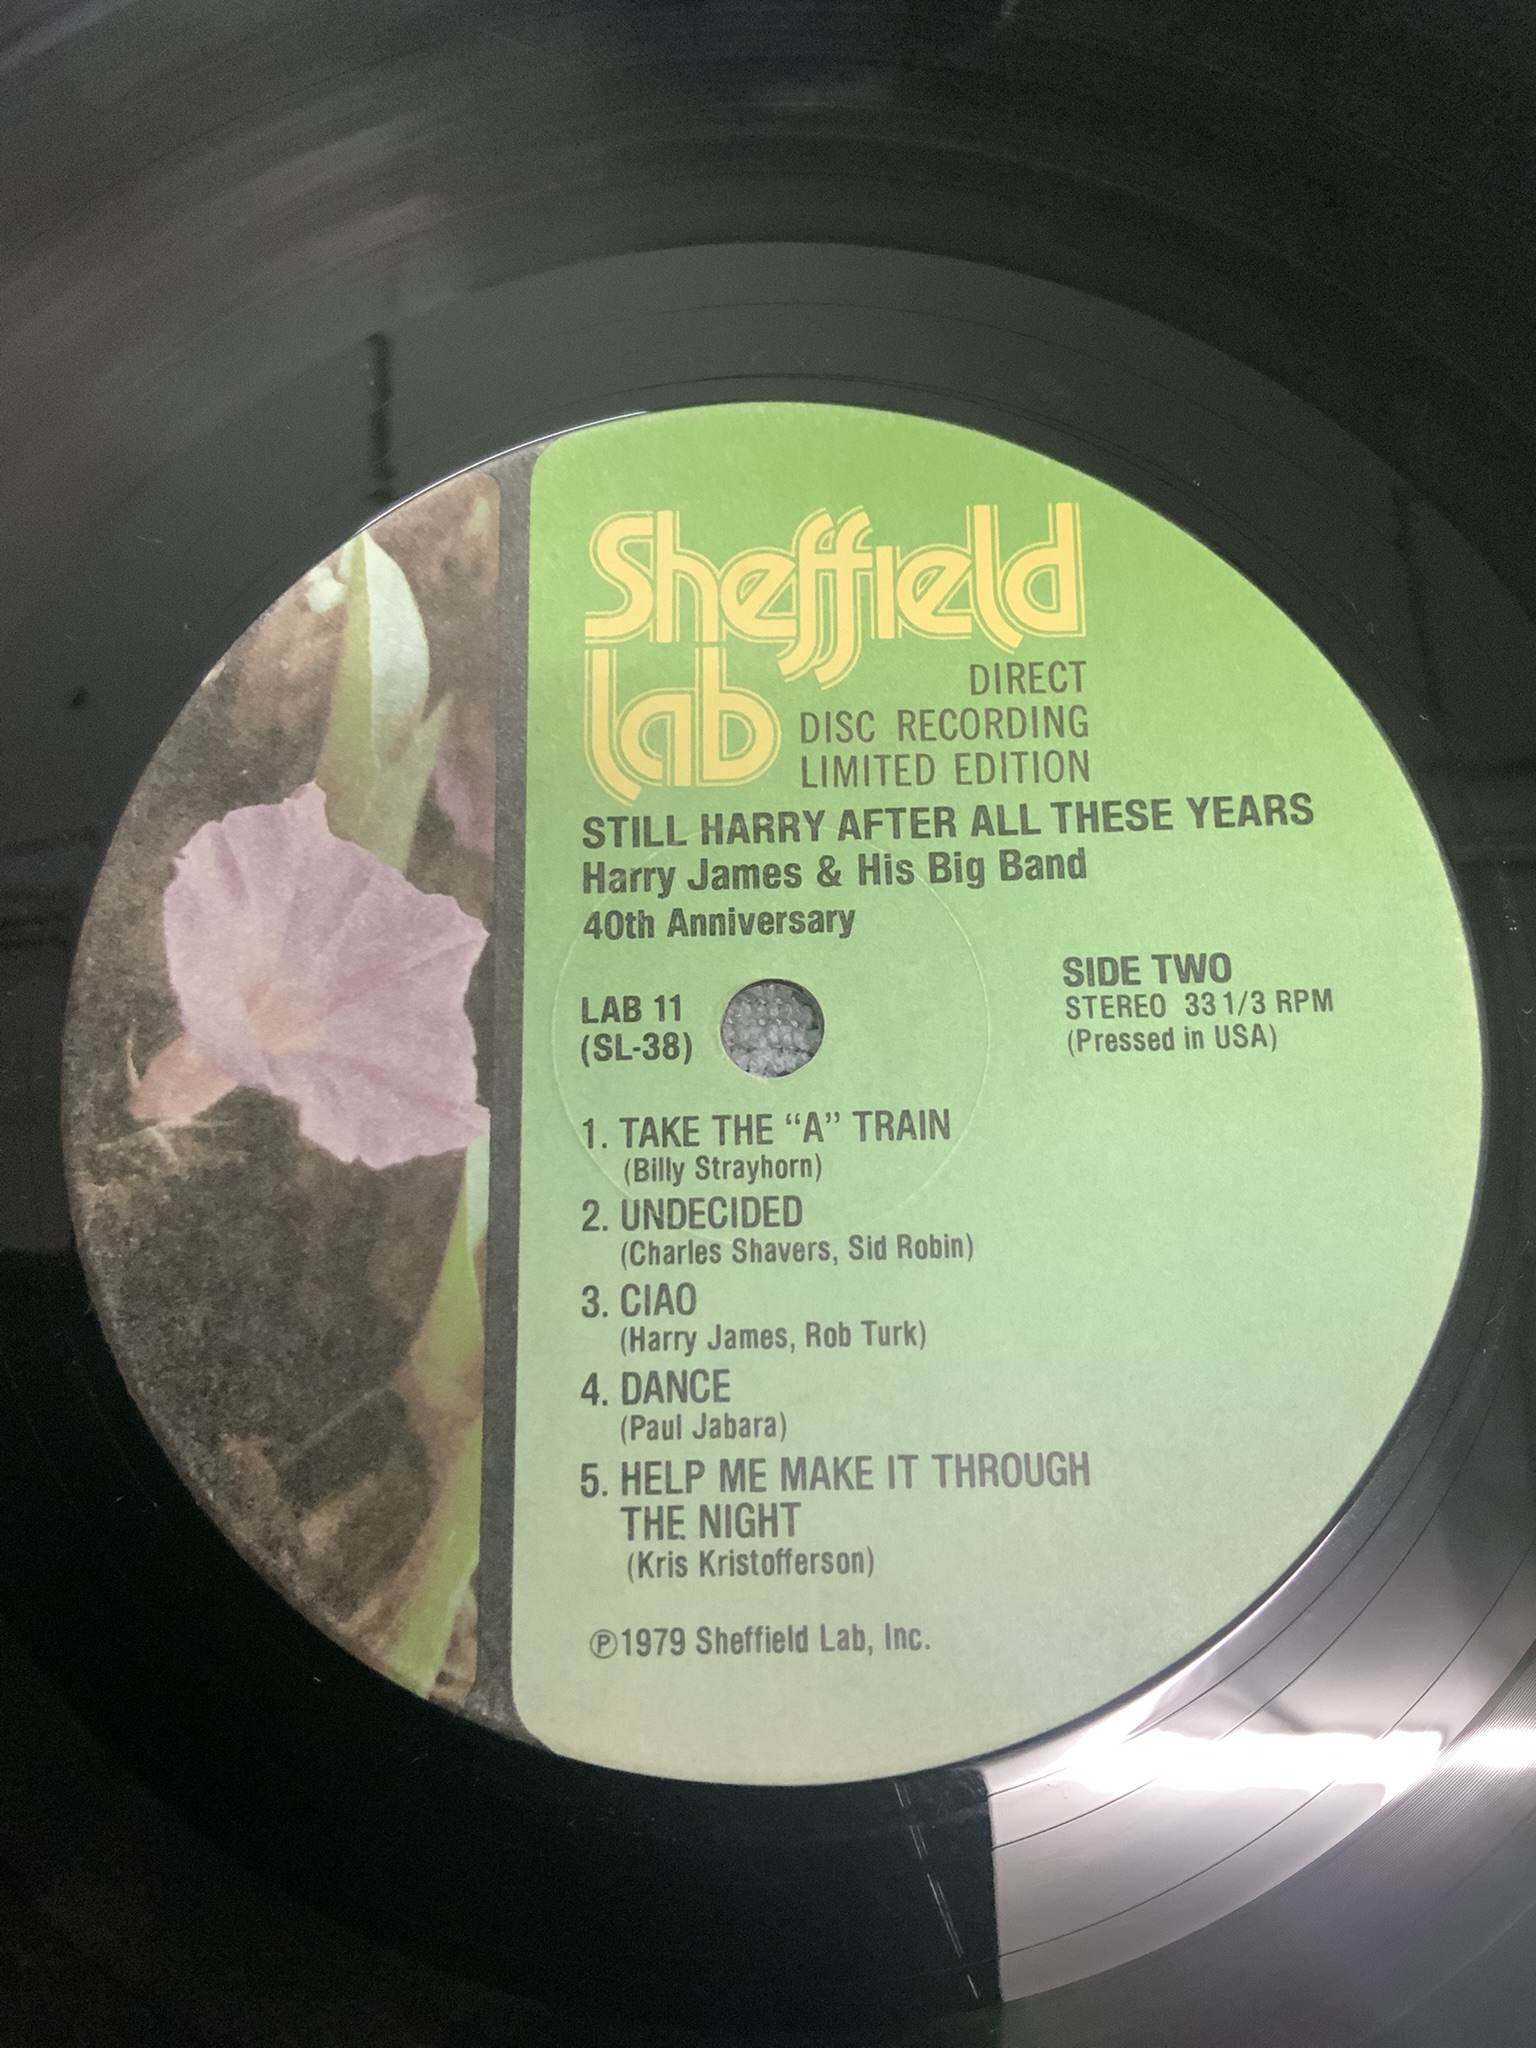 Sheffield
lab
DIRECT
DISC RECORDING
LIMITED EDITION
STILL HARRY AFTER ALL THESE YEARS
Harry James & His Big Band
40th Anniversary
LAB 11
(SL-38)
SIDE TWO
STEREO 33 1/3 RPM
(Pressed in USA)
1. TAKE THE “A” TRAIN
(Billy Strayhorn)
2. UNDECIDED
(Charles Shavers, Sid Robin)
3. CIAO
(Harry James, Rob Turk)
4. DANCE
(Paul Jabara)
5. HELP ME MAKE IT THROUGH
THE NIGHT
(Kris Kristofferson)
℗1979 Sheffield Lab, Inc.